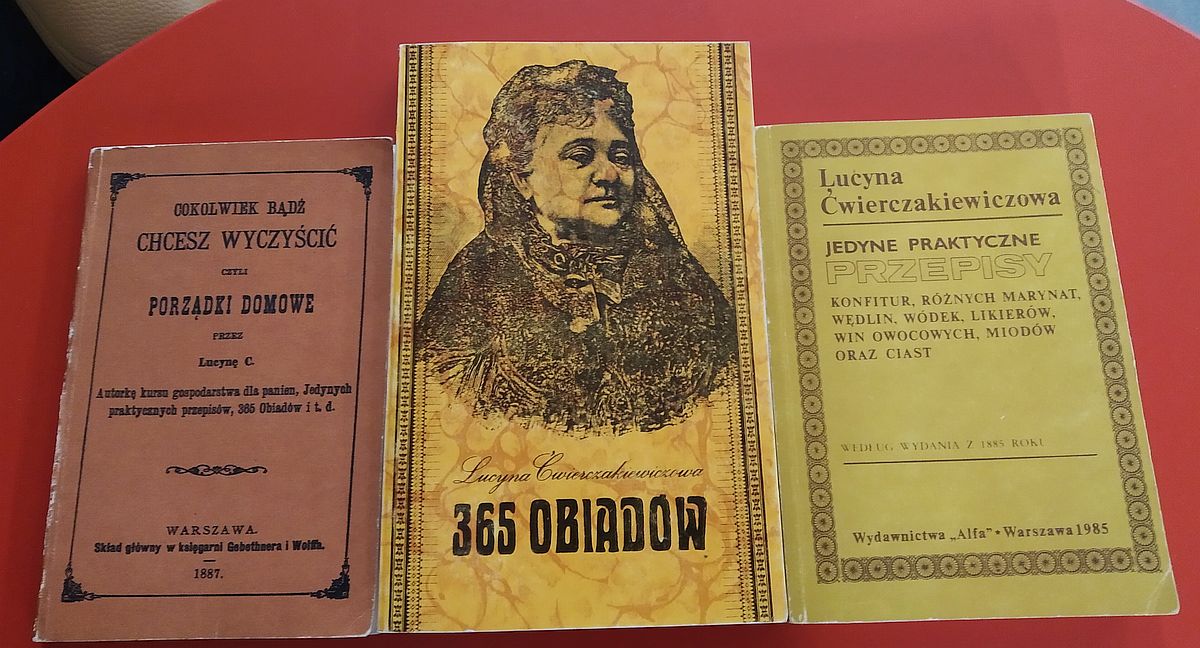 COKOLWIEK BĄDŹ
CHCESZ WYCZYŚCIĆ
CZYLI
PORZĄDKI DOMOWE
PRZEZ
Lucynę C.
Autorkę kursu gospodarstwa dla panien, Jedynych
praktycznych przepisów, 365 Obiadów i t. d.
WARSZAWA.
Skład główny w księgarni Gebethnera i Wolffa.
1887.
Lucyna Ćwierczakiewiczowa
365 OBIADÓW
Lucyna
Ćwierczakiewiczowa
JEDYNE PRAKTYCZNE
PRZEPISY
KONFITUR, RÓŻNYCH MARYNAT,
WĘDLIN, WÓDEK, LIKIERÓW,
WIN OWOCOWYCH, MIODÓW
ORAZ CIAST
WEDŁUG WYDANIA Z 1885 ROKU
Wydawnictwa „Alfa” * Warszawa 1985